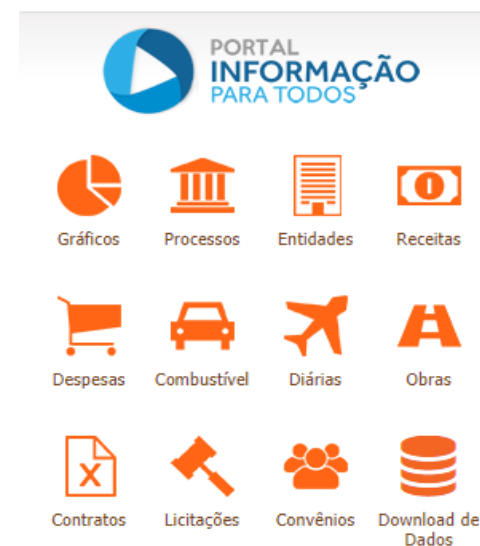 PORTAL
INFORMAÇÃO
PARA TODOS
Gráficos
Processos
Entidades
Receitas
Despesas
Combustível
Diárias
Obras
X
Contratos
Licitações
Convênios
Download de
Dados